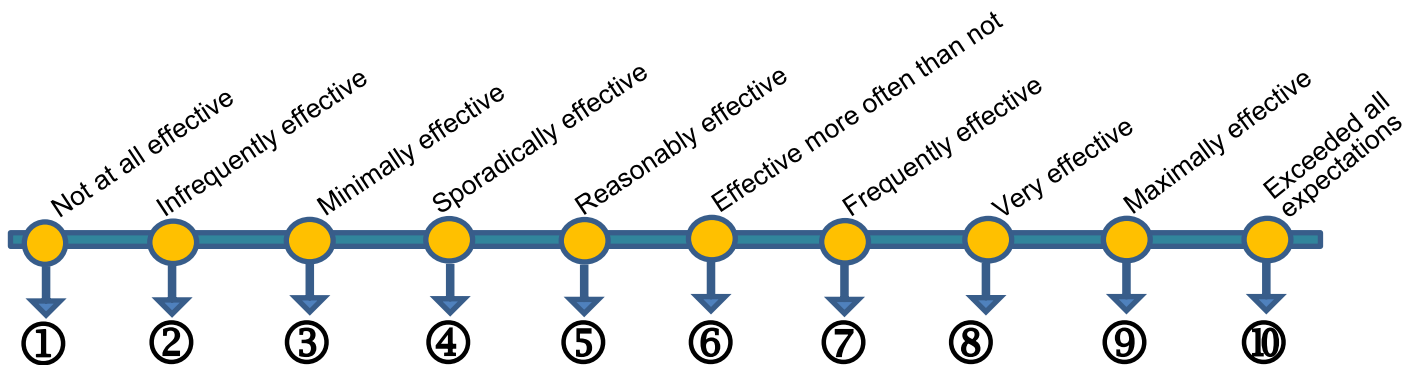 Not at all effective
Infrequently effective
Minimally effective
Sporadically effective
Reasonably effective
Effective more often than not
Frequently effective
Very effective
Maximally effective
Exceeded all
expectations
① ② ③ ④ ⑤ ⑥ ⑦ ⑧ ⑨ ⑩